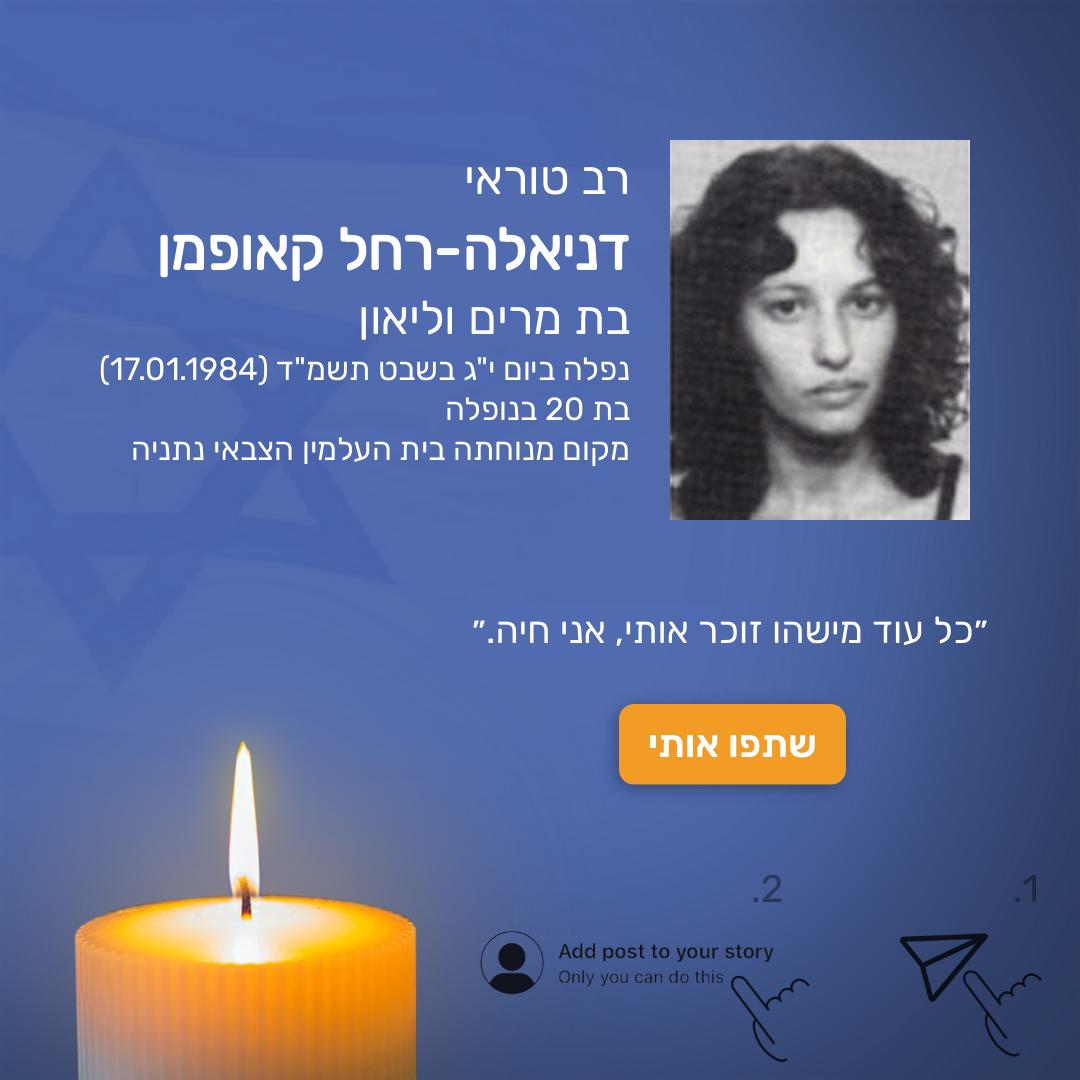 רב טוראי
דניאלה-רחל קאופמן
בת מרים וליאון
נפלה ביום י"ג בשבט תשמ"ד (17.01.1984)
בת 20 בנופלה
מקום מנוחתה בית העלמין הצבאי נתניה
״כל עוד מישהו זוכר אותי, אני חיה.״
שתפו אותי
1.
2.
Add post to your story
Only you can do this